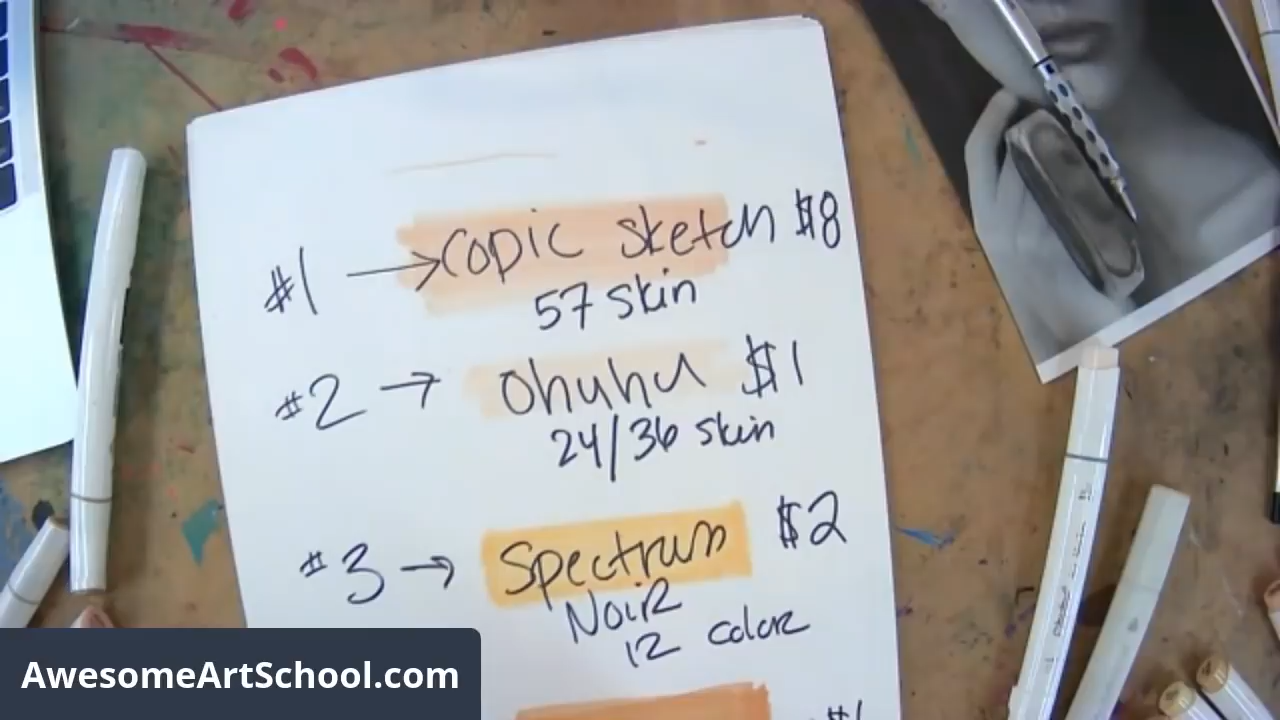 #1 → Copic Sketch $8
57 Skin
#2 → Ohuhu $1
24/36 Skin
#3 → Spectrum $2
Noir
12 color
AwesomeArtSchool.com